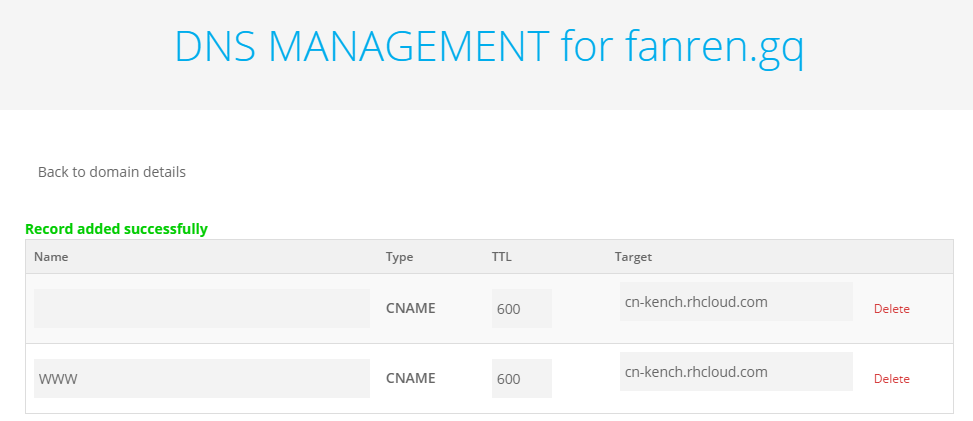 DNS MANAGEMENT for fanren.gq
Back to domain details
Record added successfully
Name Type TTL Target
CNAME 600 cn-kench.rhcloud.com Delete
WWW CNAME 600 cn-kench.rhcloud.com Delete